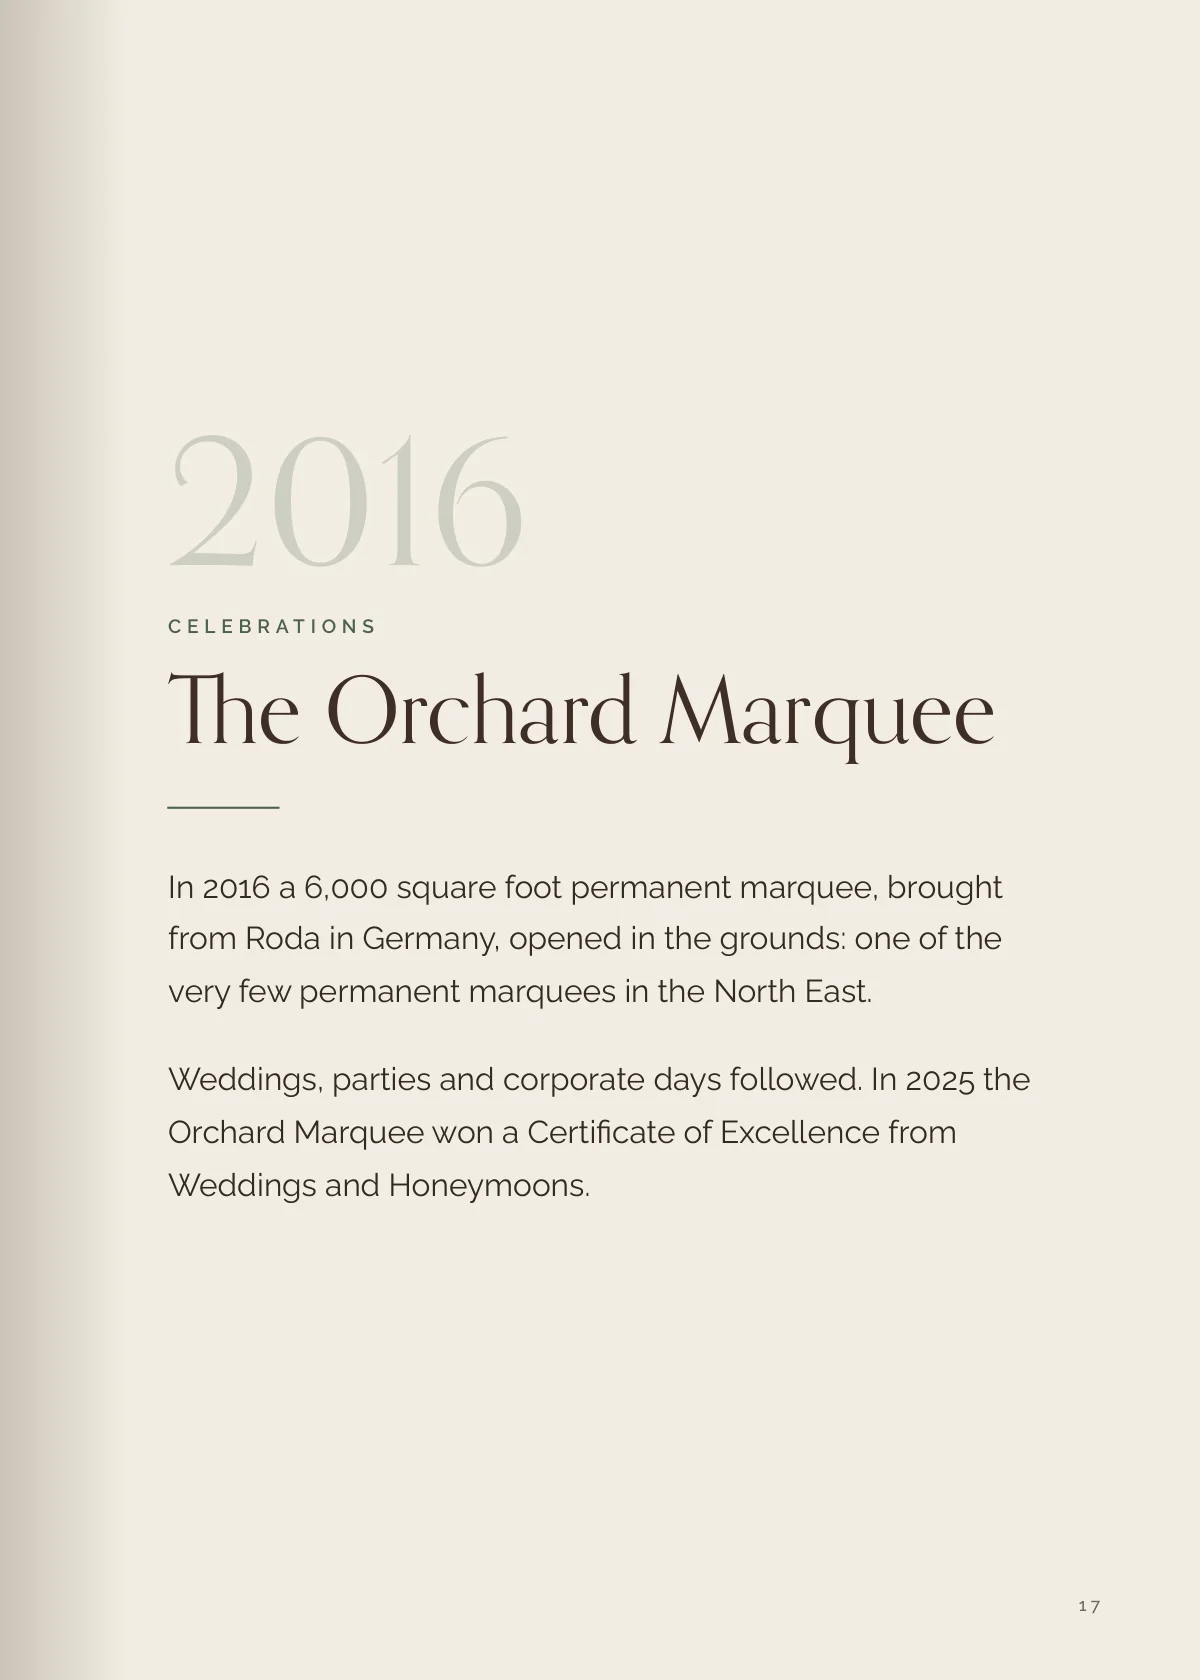 2016
CELEBRATIONS
The Orchard Marquee
In 2016 a 6,000 square foot permanent marquee, brought
from Roda in Germany, opened in the grounds: one of the
very few permanent marquees in the North East.
Weddings, parties and corporate days followed. In 2025 the
Orchard Marquee won a Certificate of Excellence from
Weddings and Honeymoons.
17